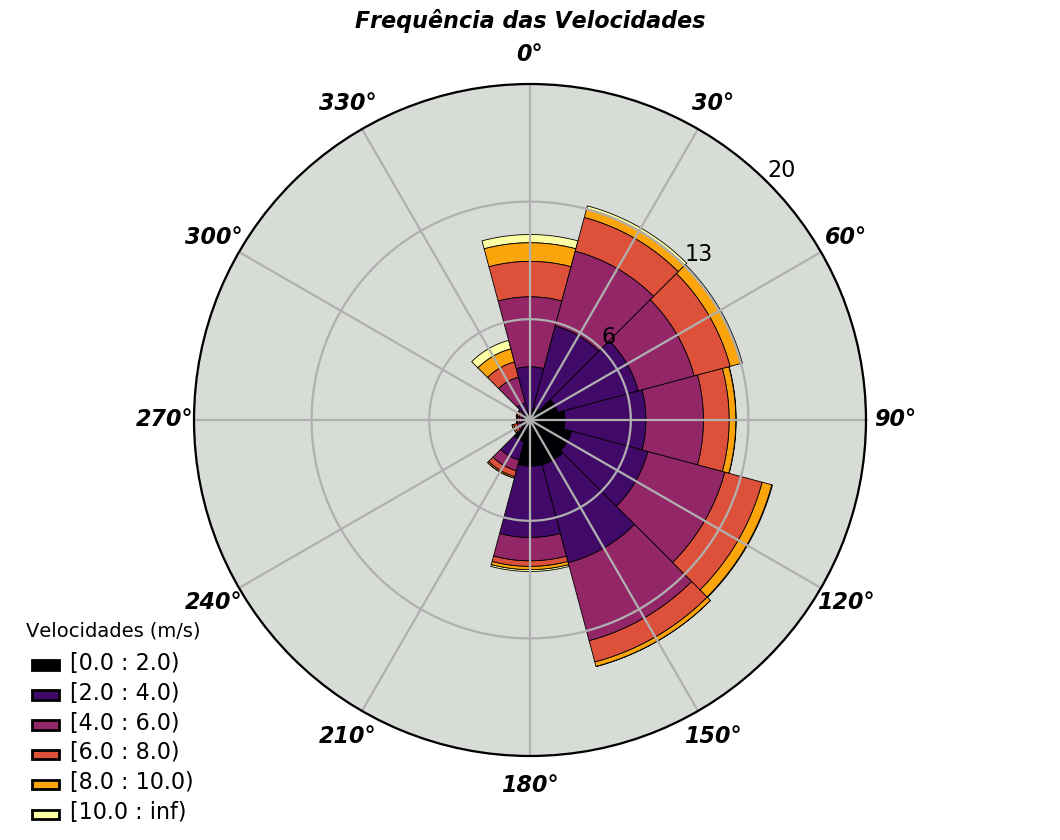 Frequência das Velocidades
0°
330°
30°
20
300°
60°
13
6
270°
90°
240°
120°
210°
150°
180°
Velocidades (m/s)
[0.0 : 2.0)
[2.0 : 4.0)
[4.0 : 6.0)
[6.0 : 8.0)
[8.0 : 10.0)
[10.0 : inf)